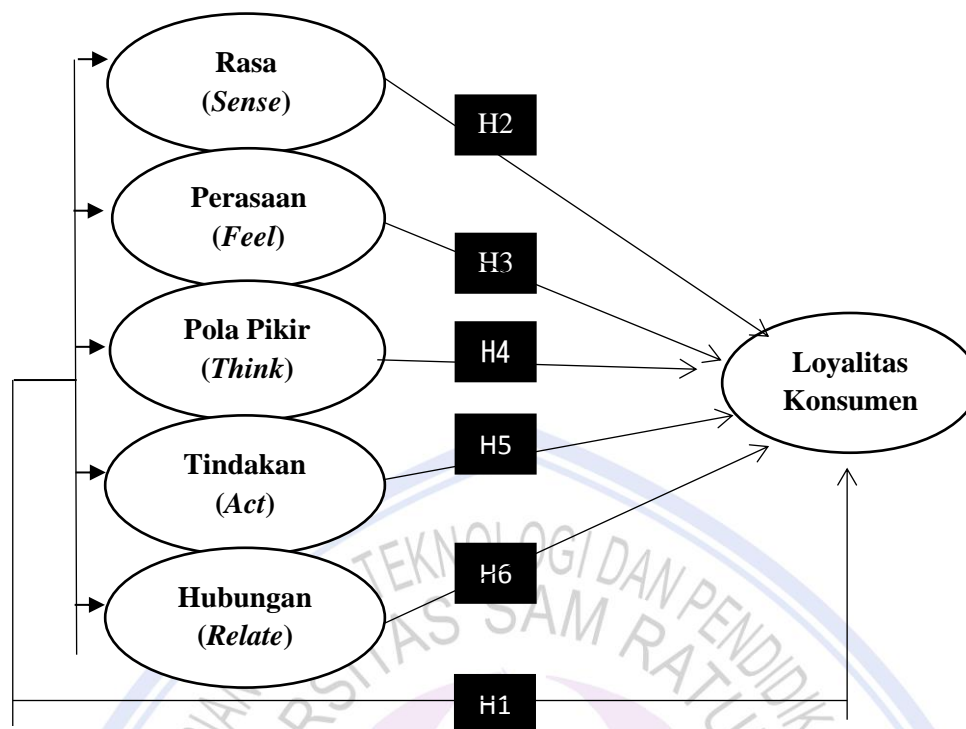 Rasa
(Sense)
H2
Perasaan
(Feel)
H3
Pola Pikir
(Think)
H4
Loyalitas
Konsumen
Tindakan
(Act)
H5
Hubungan
(Relate)
H6
H1
TEKNOLOGI DAN PENDIDIK
SAM RATU